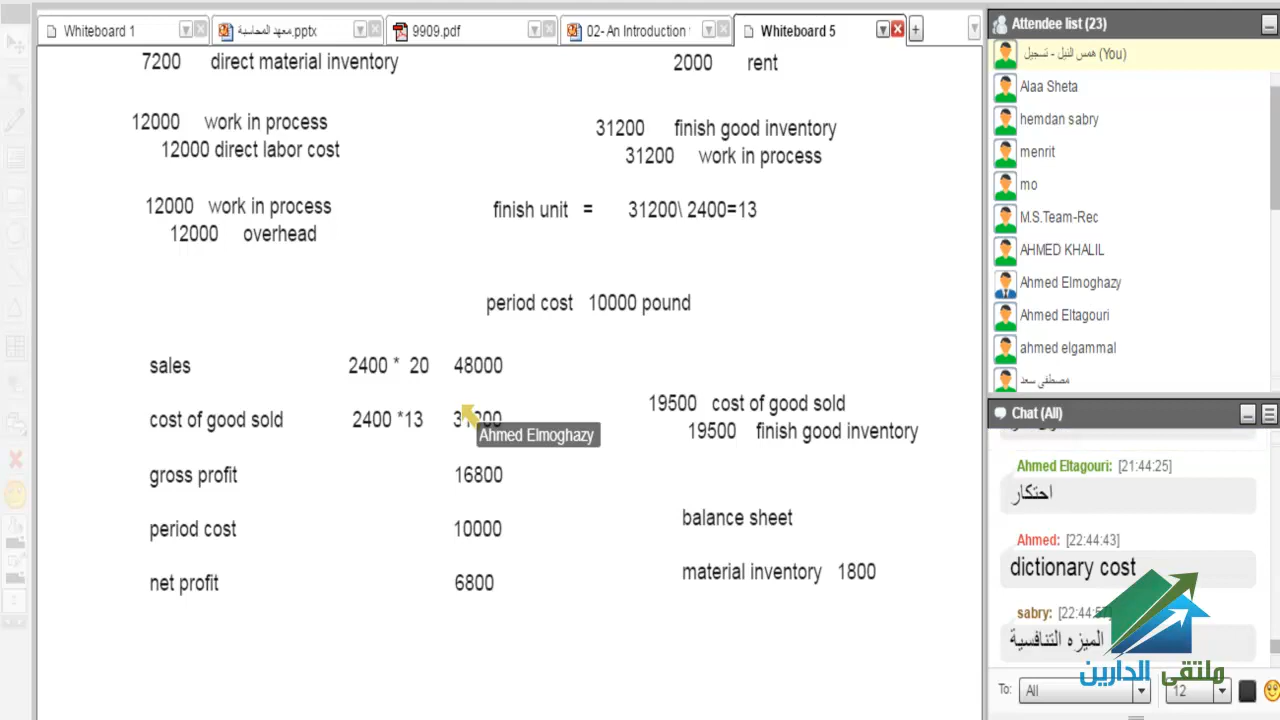 Whiteboard 1
معهد المحاسبة.pptx
9909.pdf
02- An Introduction
Whiteboard 5
7200 direct material inventory
2000 rent
12000 work in process
12000 direct labor cost
31200 finish good inventory
31200 work in process
12000 work in process
12000 overhead
finish unit = 31200\ 2400=13
period cost 10000 pound
sales 2400 * 20 48000
cost of good sold 2400 *13
Ahmed Elmoghazy
gross profit 16800
period cost 10000
net profit 6800
19500 cost of good sold
19500 finish good inventory
balance sheet
material inventory 1800
Attendee list (23)
همس النيل - تسجيل (You)
Alaa Sheta
hemdan sabry
menrit
mo
M.S.Team-Rec
AHMED KHALIL
Ahmed Elmoghazy
Ahmed Eltagouri
ahmed elgammal
مصطفى سعد
Chat (All)
Ahmed Eltagouri: [21:44:25]
احتكار
Ahmed: [22:44:43]
dictionary cost
sabry: [22:44:57]
الميزه التنافسية
ملتقى الدارين
To: All
12